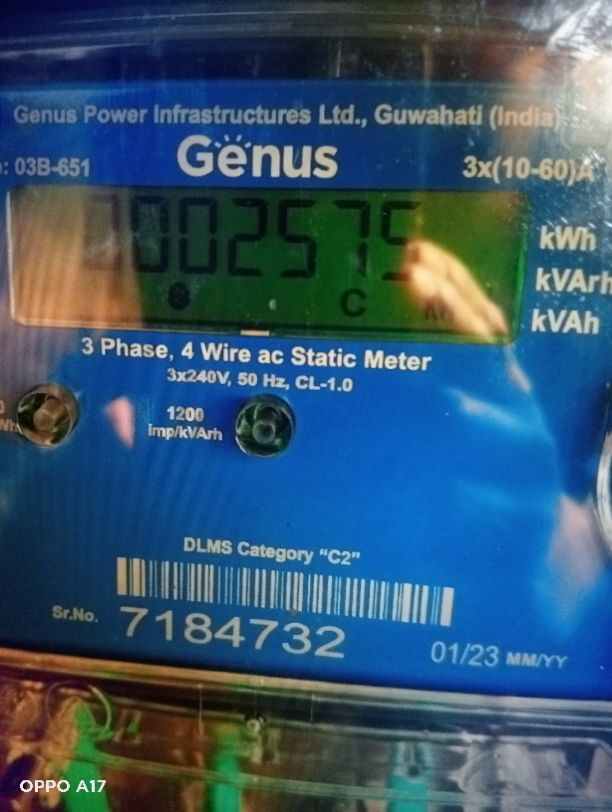 Genus Power Infrastructures Ltd., Guwahati (India)
: 03B-651 Genus 3x(10-60)A
0002575 kWh
C kVArh
kVAh
3 Phase, 4 Wire ac Static Meter
3x240V, 50 Hz, CL-1.0
1200
imp/kVArh
DLMS Category "C2"
Sr.No. 7184732 01/23 MM/YY
OPPO A17